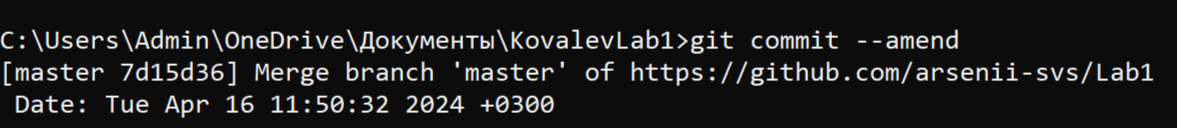 C:\Users\Admin\OneDrive\Документы\KovalevLab1>git commit --amend
[master 7d15d36] Merge branch 'master' of https://github.com/arsenii-svs/Lab1
 Date: Tue Apr 16 11:50:32 2024 +0300